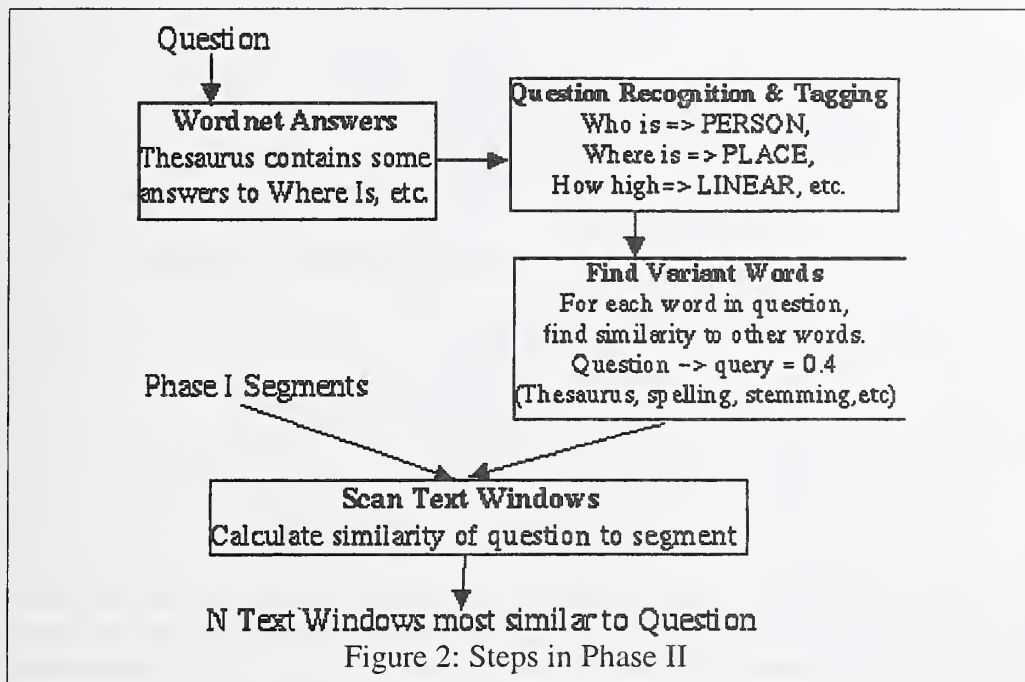 Question
Wordnet Answers
Thesaurus contains some
answers to Where Is, etc.
Question Recognition & Tagging
Who is => PERSON,
Where is => PLACE,
How high=> LINEAR, etc.
Find Variant Words
For each word in question,
find similarity to other words.
Question --> query = 0.4
(Thesaurus, spelling, stemming,etc)
Phase I Segments
Scan Text Windows
Calculate similarity of question to segment
N Text Windows most similar to Question
Figure 2: Steps in Phase II